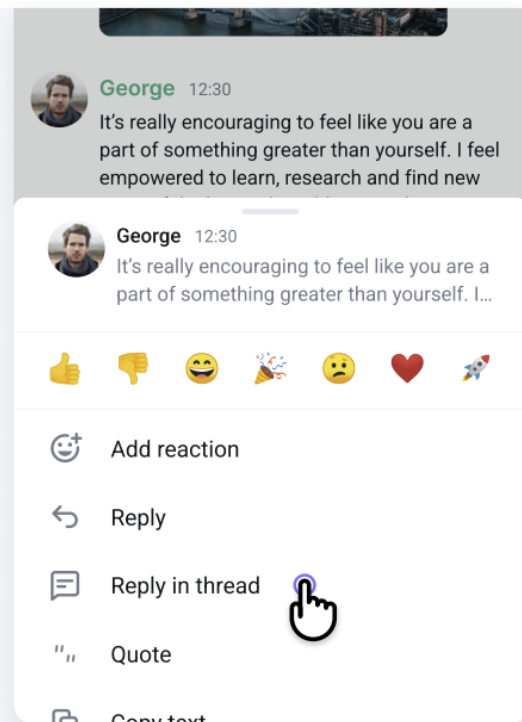 George 12:30
It’s really encouraging to feel like you are a
part of something greater than yourself. I feel
empowered to learn, research and find new
George 12:30
It’s really encouraging to feel like you are a
part of something greater than yourself. I…
Add reaction
Reply
Reply in thread
Quote
Copy text